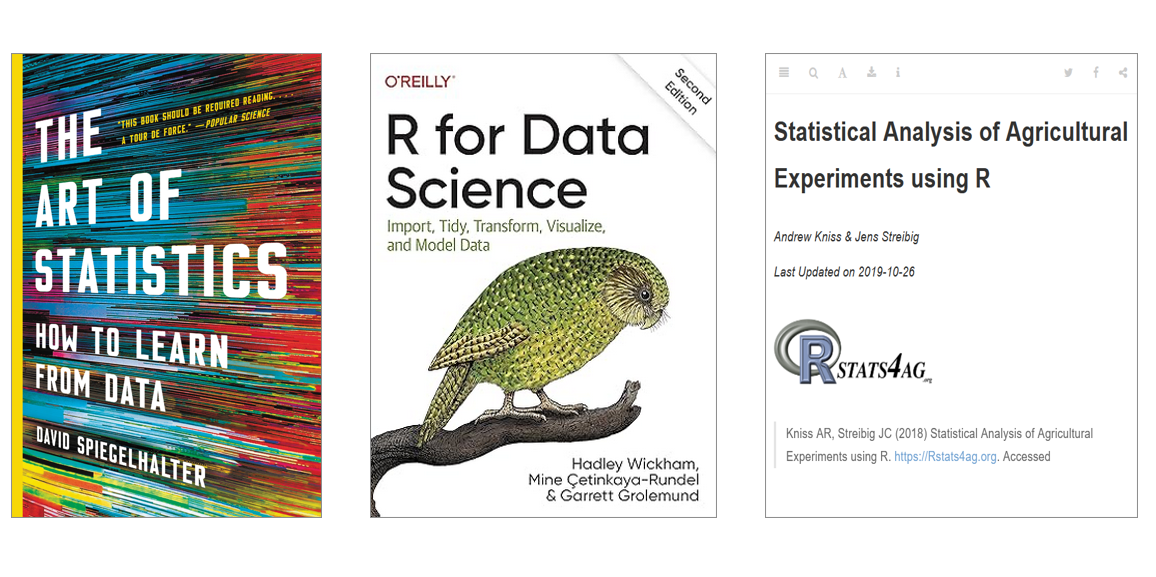 "THIS BOOK SHOULD BE REQUIRED READING. . . .
A TOUR DE FORCE." —POPULAR SCIENCE
THE
ART OF
STATISTICS
HOW TO LEARN
FROM DATA
DAVID SPIEGELHALTER
O'REILLY®
Second
Edition
R for Data
Science
Import, Tidy, Transform, Visualize,
and Model Data
Hadley Wickham,
Mine Çetinkaya-Rundel
& Garrett Grolemund
Statistical Analysis of Agricultural
Experiments using R
Andrew Kniss & Jens Streibig
Last Updated on 2019-10-26
RSTATS4AG.org
Kniss AR, Streibig JC (2018) Statistical Analysis of Agricultural
Experiments using R. https://Rstats4ag.org. Accessed